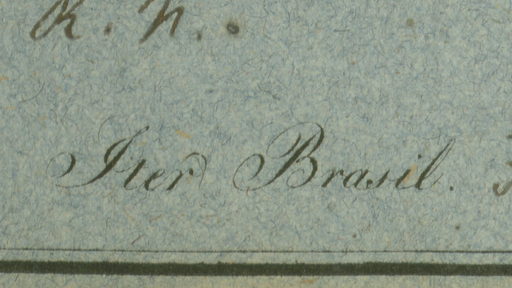 R. N.
Iter Brasil.